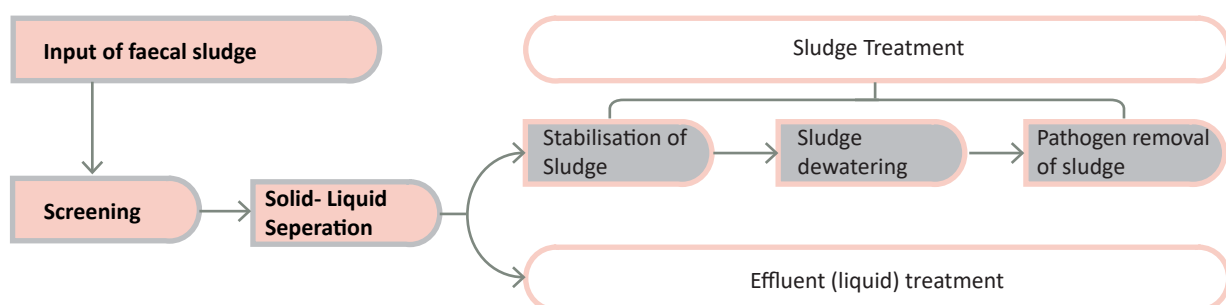 Input of faecal sludge
Sludge Treatment
Stabilisation of
Sludge
Sludge
dewatering
Pathogen removal
of sludge
Screening
Solid- Liquid
Seperation
Effluent (liquid) treatment